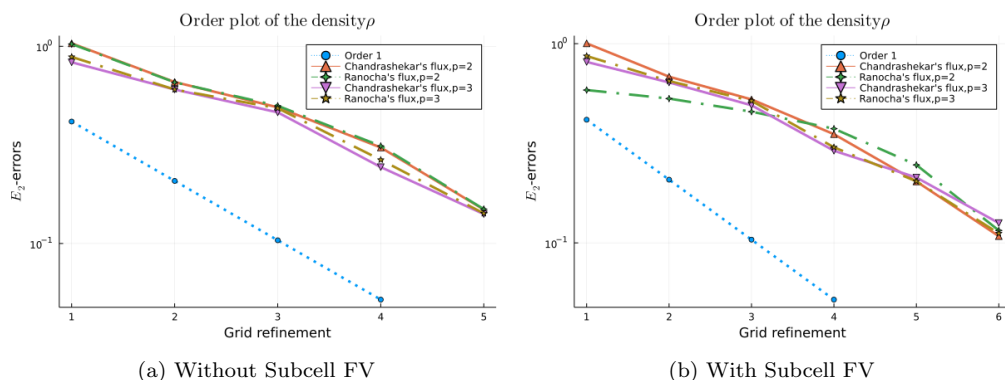 Order plot of the densityρ
10⁰
10⁻¹
E₂-errors
Order 1
Chandrashekar's flux,p=2
Ranocha's flux,p=2
Chandrashekar's flux,p=3
Ranocha's flux,p=3
1 2 3 4 5
Grid refinement
(a) Without Subcell FV
Order plot of the densityρ
10⁰
10⁻¹
E₂-errors
Order 1
Chandrashekar's flux,p=2
Ranocha's flux,p=2
Chandrashekar's flux,p=3
Ranocha's flux,p=3
1 2 3 4 5 6
Grid refinement
(b) With Subcell FV